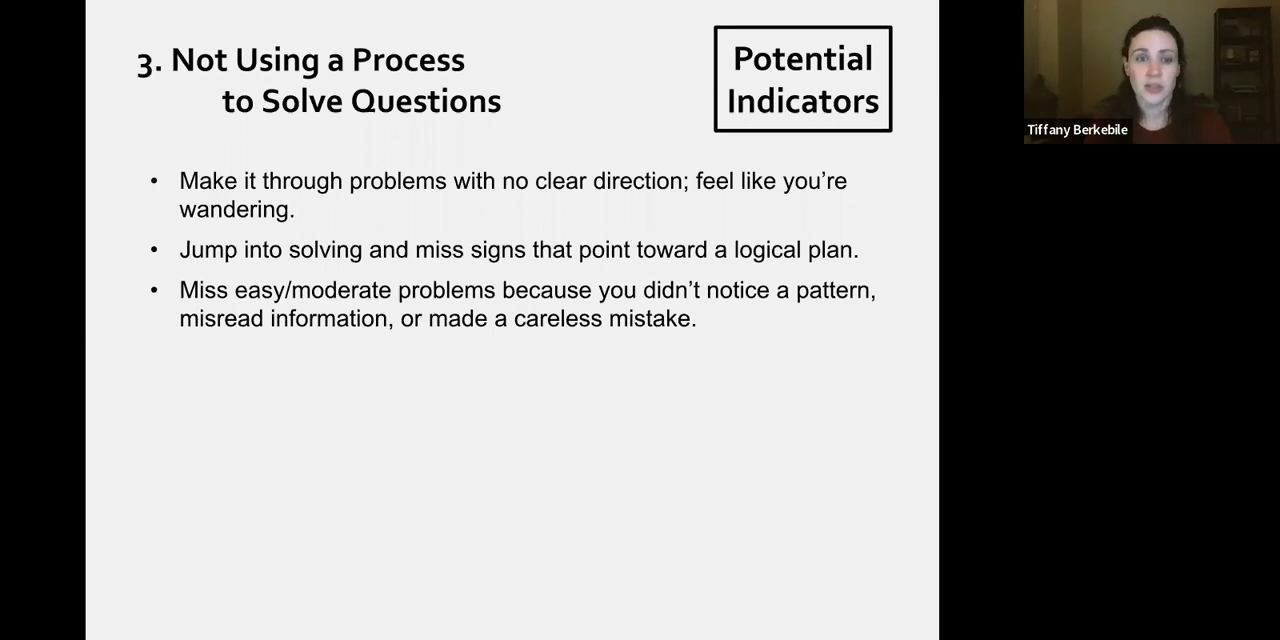 3. Not Using a Process
to Solve Questions
Potential
Indicators
• Make it through problems with no clear direction; feel like you’re
wandering.
• Jump into solving and miss signs that point toward a logical plan.
• Miss easy/moderate problems because you didn’t notice a pattern,
misread information, or made a careless mistake.
Tiffany Berkebile